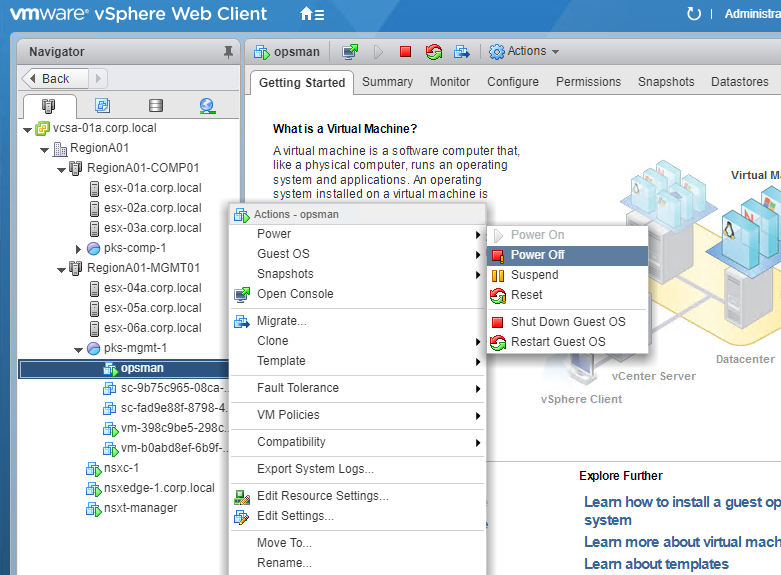 vmware® vSphere Web Client
Administra
Navigator
Back
vcsa-01a.corp.local
RegionA01
RegionA01-COMP01
esx-01a.corp.local
esx-02a.corp.local
esx-03a.corp.local
pks-comp-1
RegionA01-MGMT01
esx-04a.corp.local
esx-05a.corp.local
esx-06a.corp.local
pks-mgmt-1
opsman
sc-9b75c965-08ca-...
sc-fad9e88f-8798-4...
vm-398c9be5-298c...
vm-b0abd8ef-6b9f-...
nsxc-1
nsxedge-1.corp.local
nsxt-manager
opsman
Actions
Getting Started
Summary
Monitor
Configure
Permissions
Snapshots
Datastores
What is a Virtual Machine?
A virtual machine is a software computer that,
like a physical computer, runs an operating
system and applications. An operating
system installed on a virtual machine is
Actions - opsman
Power
Guest OS
Snapshots
Open Console
Migrate...
Clone
Template
Fault Tolerance
VM Policies
Compatibility
Export System Logs...
Edit Resource Settings...
Edit Settings...
Move To...
Rename...
Power On
Power Off
Suspend
Reset
Shut Down Guest OS
Restart Guest OS
Virtual Ma
Datacenter
vCenter Server
vSphere Client
Explore Further
Learn how to install a guest op
system
Learn more about virtual mach
Learn about templates